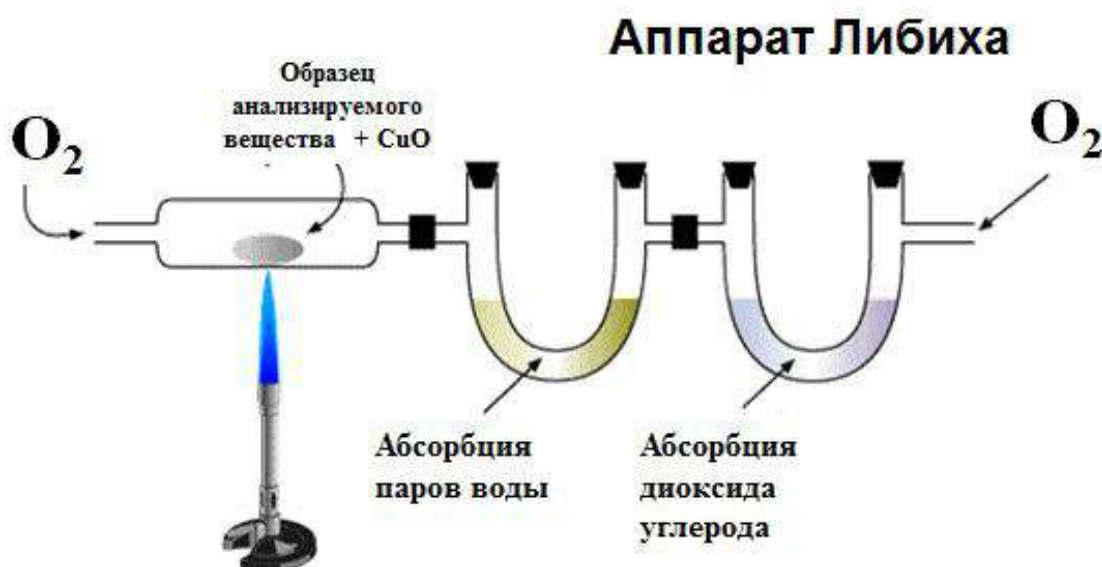 Аппарат Либиха
Образец
анализируемого
вещества + CuO
O₂
O₂
Абсорбция
паров воды
Абсорбция
диоксида
углерода